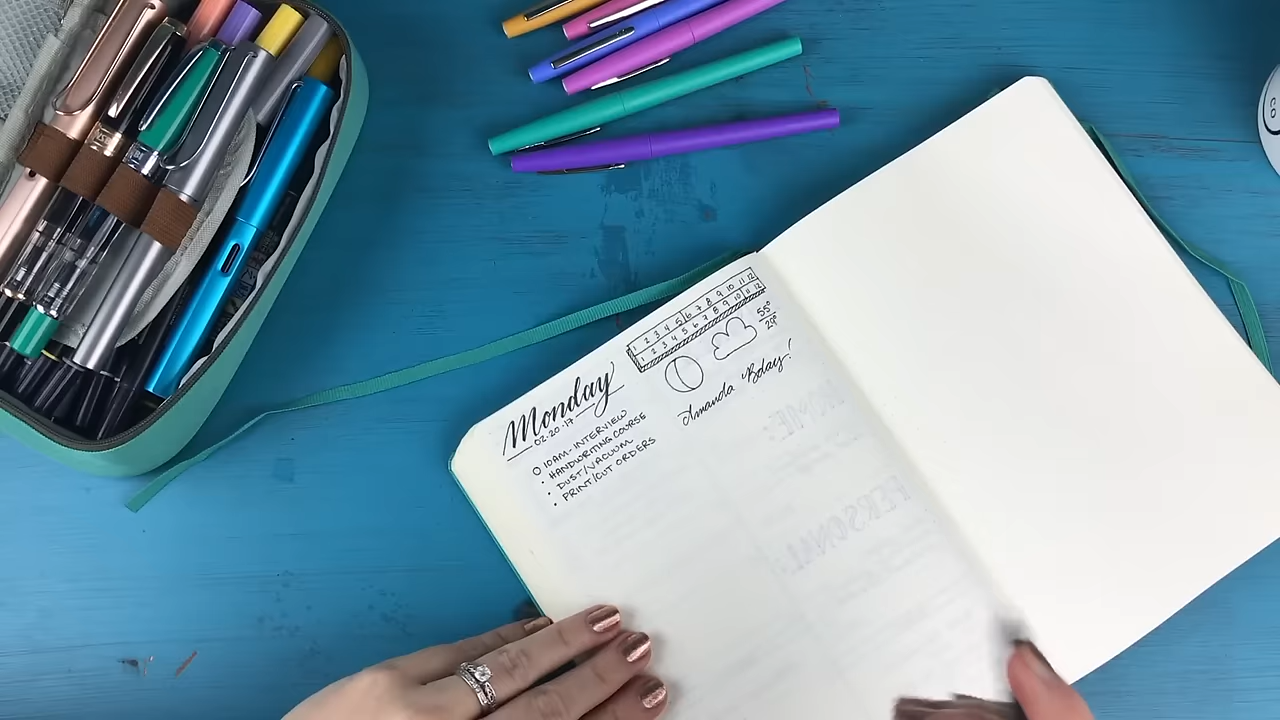 Monday
02.20.17
O 10AM-INTERVIEW
• HANDWRITING COURSE
• DUST/VACUUM
• PRINT/CUT ORDERS
1 2 3 4 5 6 7 8 9 10 11 12
1 2 3 4 5 6 7 8 9 10 11 12
55°
29°
Amanda Bday!
PERSONAL: